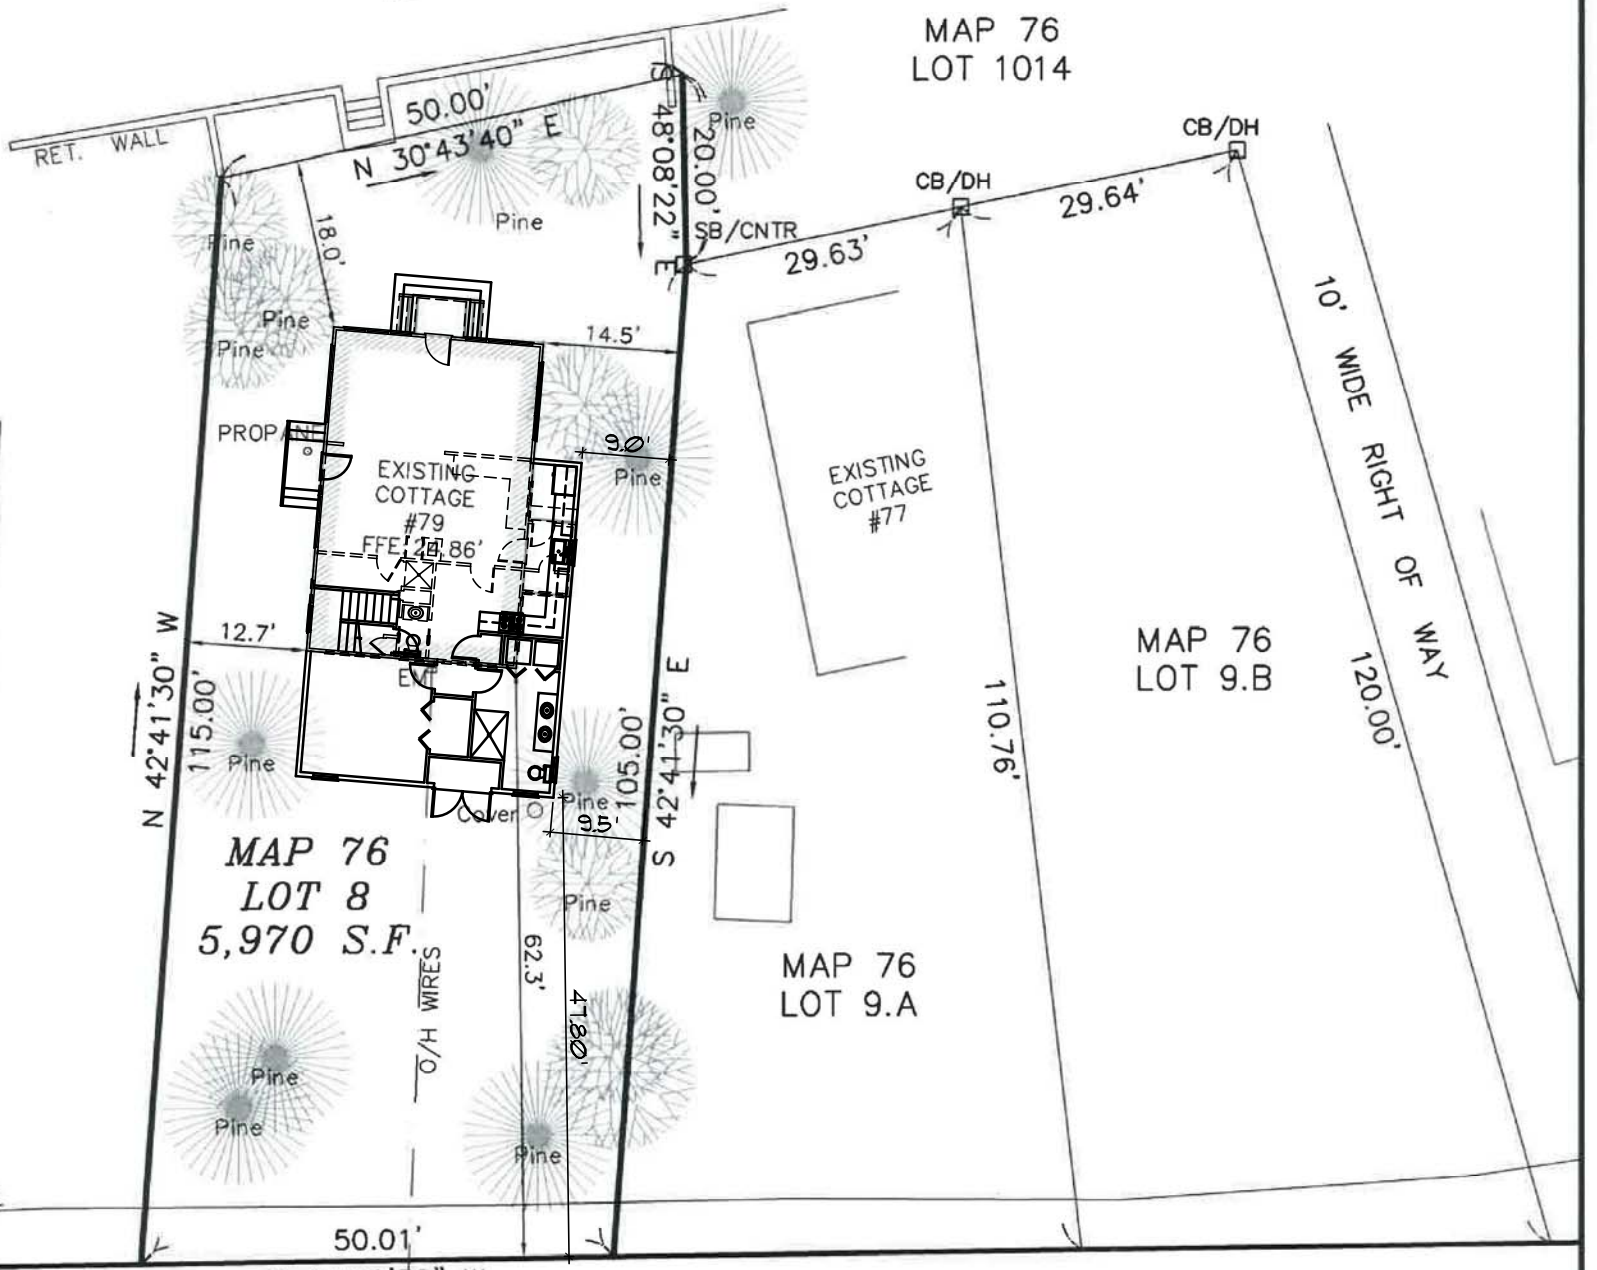 MAP 76
LOT 1014
50.00'
N 30°43'40" E
RET. WALL
S 48°08'22" E
20.00'
Pine
CB/DH
CB/DH
29.64'
SB/CNTR
29.63'
Pine
18.0'
Pine
Pine
Pine
14.5'
10' WIDE RIGHT OF WAY
PROPANE
9.0'
Pine
EXISTING
COTTAGE
#79
FFE 24.86'
EXISTING
COTTAGE
#77
12.7'
N 42°41'30" W
115.00'
EM
MAP 76
LOT 9.B
110.76'
120.00'
105.00'
S 42°41'30" E
Pine
Pine
Cover
9.5'
MAP 76
LOT 8
5,970 S.F.
Pine
O/H WIRES
62.3'
47.80'
MAP 76
LOT 9.A
Pine
Pine
Pine
50.01'